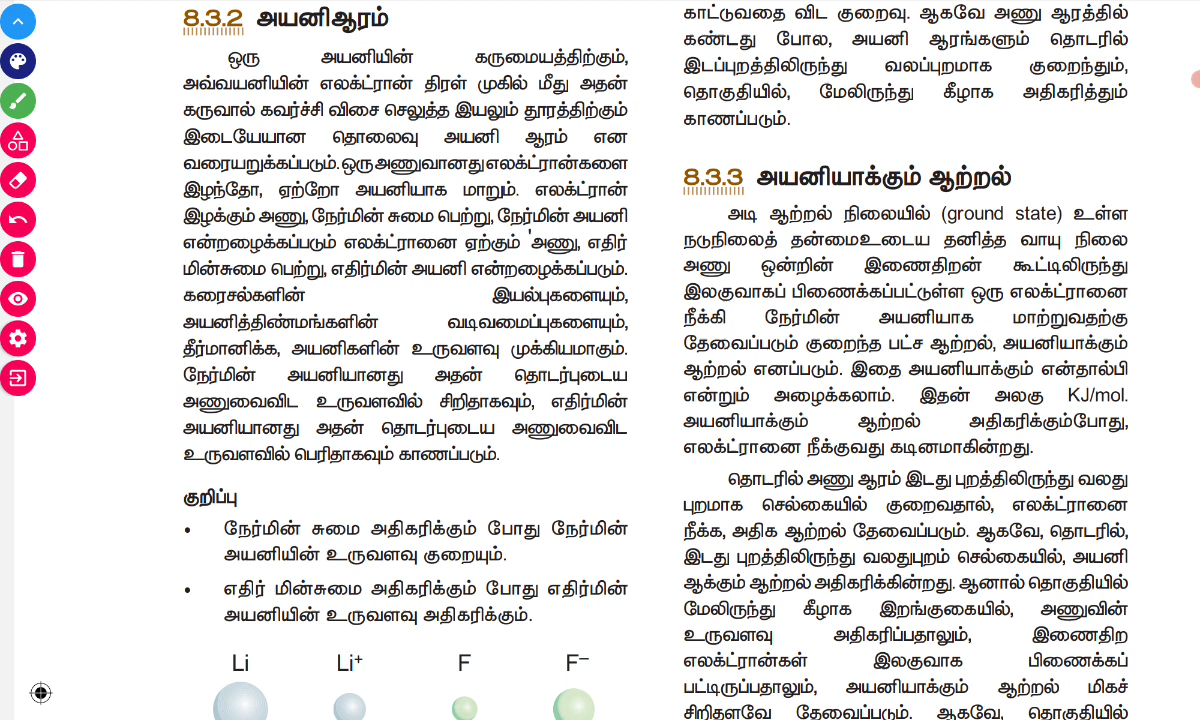 8.3.2 அயனிஆரம்
ஒரு அயனியின் கருமையத்திற்கும்,
அவ்வயனியின் எலக்ட்ரான் திரள் முகில் மீது அதன்
கருவால் கவர்ச்சி விசை செலுத்த இயலும் தூரத்திற்கும்
இடையேயான தொலைவு அயனி ஆரம் என
வரையறுக்கப்படும். ஒரு அணுவானது எலக்ட்ரான்களை
இழந்தோ, ஏற்றோ அயனியாக மாறும். எலக்ட்ரான்
இழக்கும் அணு, நேர்மின் சுமை பெற்று, நேர்மின் அயனி
என்றழைக்கப்படும் எலக்ட்ரானை ஏற்கும் 'அணு, எதிர்
மின்சுமை பெற்று, எதிர்மின் அயனி என்றழைக்கப்படும்.
கரைசல்களின் இயல்புகளையும்,
அயனித்திண்மங்களின் வடிவமைப்புகளையும்,
தீர்மானிக்க, அயனிகளின் உருவளவு முக்கியமாகும்.
நேர்மின் அயனியானது அதன் தொடர்புடைய
அணுவைவிட உருவளவில் சிறிதாகவும், எதிர்மின்
அயனியானது அதன் தொடர்புடைய அணுவைவிட
உருவளவில் பெரிதாகவும் காணப்படும்.
குறிப்பு
• நேர்மின் சுமை அதிகரிக்கும் போது நேர்மின்
அயனியின் உருவளவு குறையும்.
• எதிர் மின்சுமை அதிகரிக்கும் போது எதிர்மின்
அயனியின் உருவளவு அதிகரிக்கும்.
Li Li⁺ F F⁻
காட்டுவதை விட குறைவு. ஆகவே அணு ஆரத்தில்
கண்டது போல, அயனி ஆரங்களும் தொடரில்
இடப்புறத்திலிருந்து வலப்புறமாக குறைந்தும்,
தொகுதியில், மேலிருந்து கீழாக அதிகரித்தும்
காணப்படும்.
8.3.3 அயனியாக்கும் ஆற்றல்
அடி ஆற்றல் நிலையில் (ground state) உள்ள
நடுநிலைத் தன்மைஉடைய தனித்த வாயு நிலை
அணு ஒன்றின் இணைதிறன் கூட்டிலிருந்து
இலகுவாகப் பிணைக்கப்பட்டுள்ள ஒரு எலக்ட்ரானை
நீக்கி நேர்மின் அயனியாக மாற்றுவதற்கு
தேவைப்படும் குறைந்த பட்ச ஆற்றல், அயனியாக்கும்
ஆற்றல் எனப்படும். இதை அயனியாக்கும் என்தால்பி
என்றும் அழைக்கலாம். இதன் அலகு KJ/mol.
அயனியாக்கும் ஆற்றல் அதிகரிக்கும்போது,
எலக்ட்ரானை நீக்குவது கடினமாகின்றது.
தொடரில் அணு ஆரம் இடது புறத்திலிருந்து வலது
புறமாக செல்கையில் குறைவதால், எலக்ட்ரானை
நீக்க, அதிக ஆற்றல் தேவைப்படும். ஆகவே, தொடரில்,
இடது புறத்திலிருந்து வலதுபுறம் செல்கையில், அயனி
ஆக்கும் ஆற்றல் அதிகரிக்கின்றது. ஆனால் தொகுதியில்
மேலிருந்து கீழாக இறங்குகையில், அணுவின்
உருவளவு அதிகரிப்பதாலும், இணைதிற
எலக்ட்ரான்கள் இலகுவாக பிணைக்கப்
பட்டிருப்பதாலும், அயனியாக்கும் ஆற்றல் மிகச்
சிறிதளவே தேவைப்படும். ஆகவே, தொகுதியில்